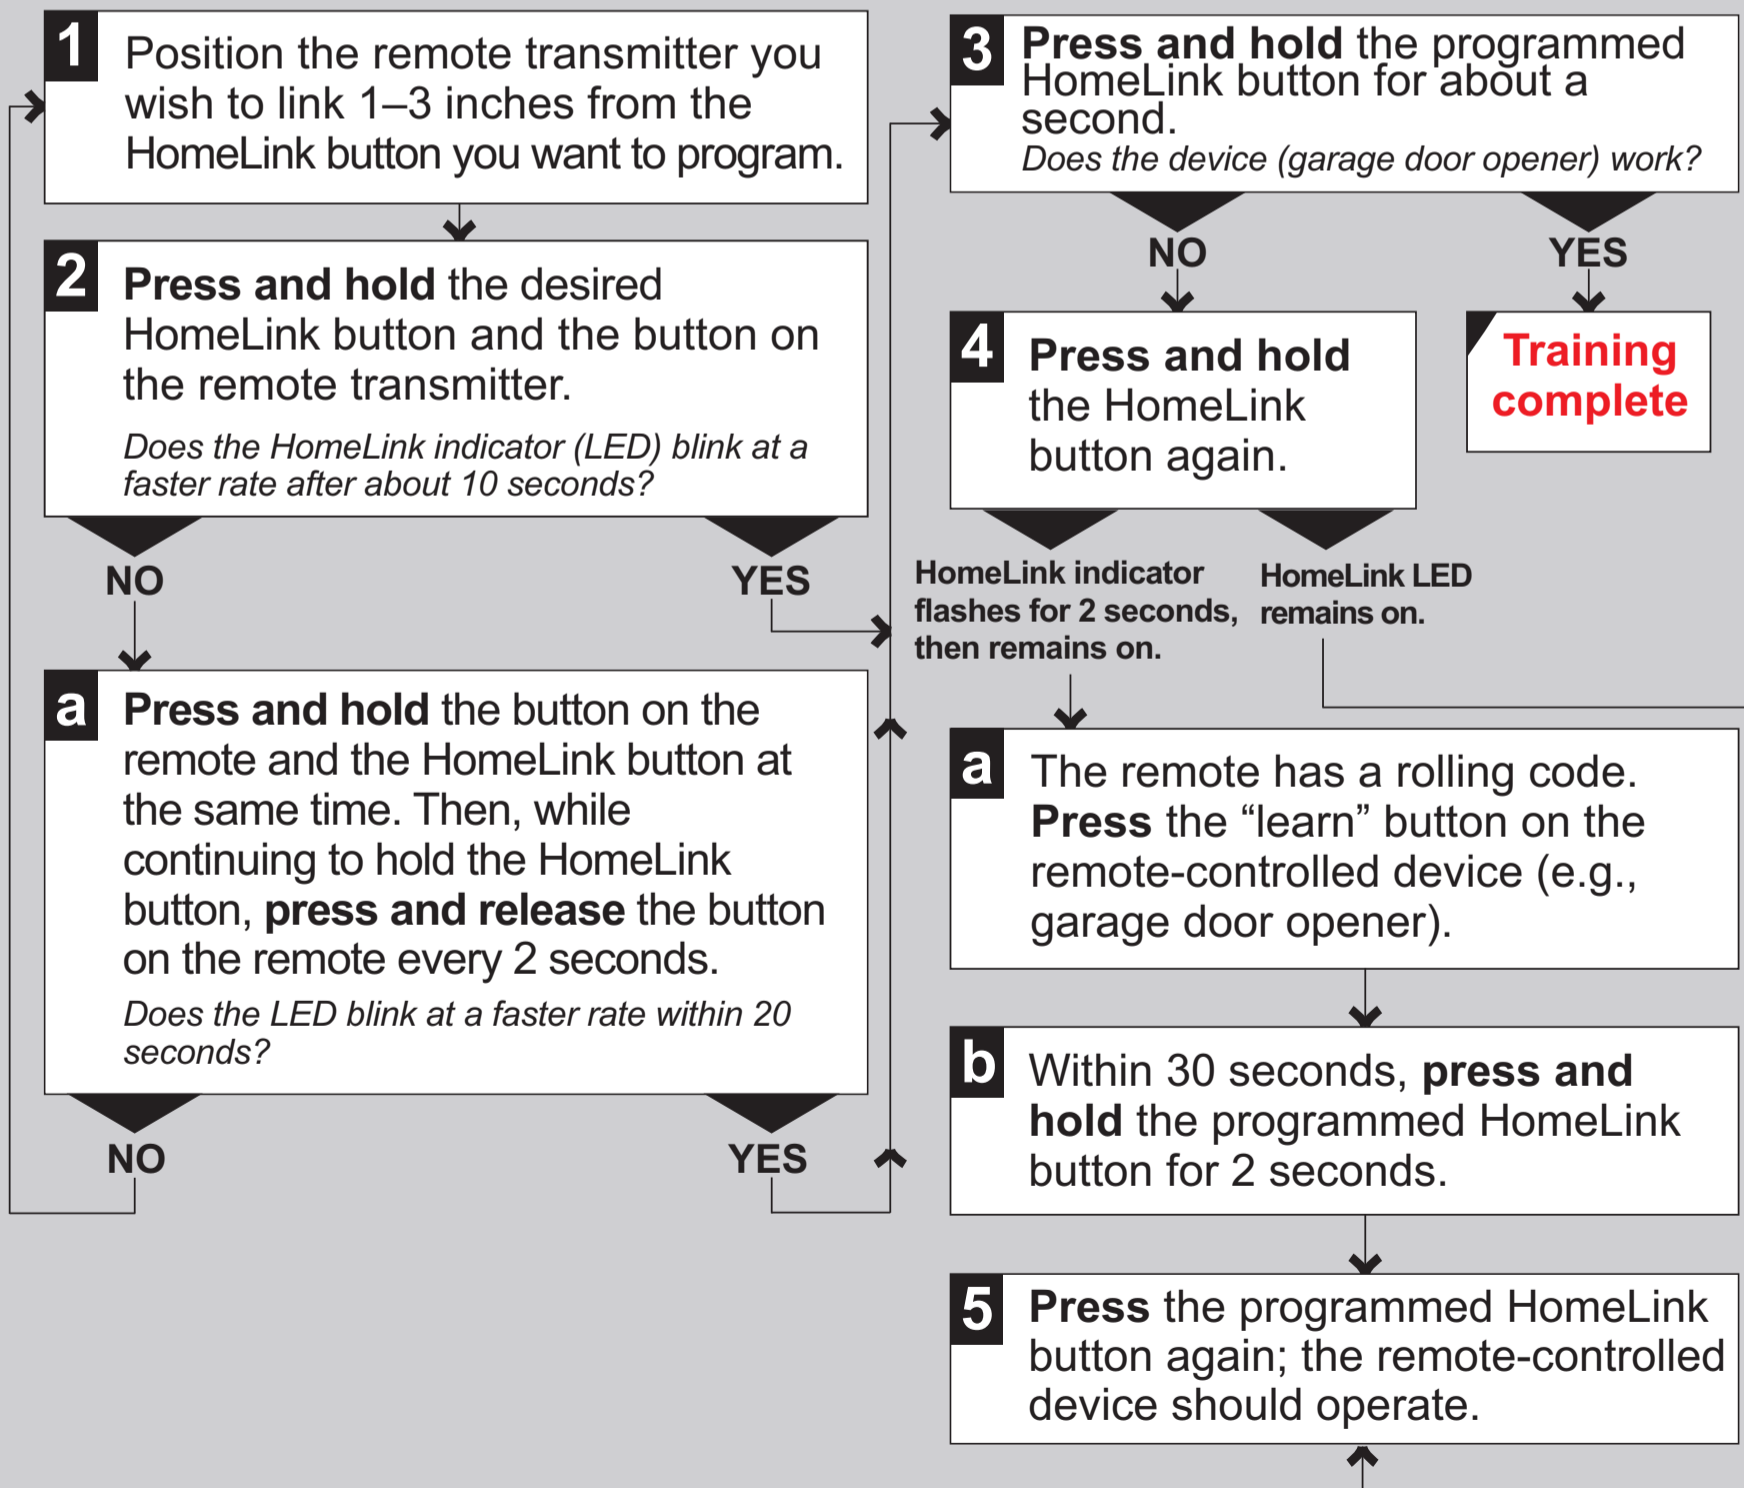 1
Position the remote transmitter you
wish to link 1–3 inches from the
HomeLink button you want to program.
2
Press and hold the desired
HomeLink button and the button on
the remote transmitter.
Does the HomeLink indicator (LED) blink at a
faster rate after about 10 seconds?
NO
YES
a
Press and hold the button on the
remote and the HomeLink button at
the same time. Then, while
continuing to hold the HomeLink
button, press and release the button
on the remote every 2 seconds.
Does the LED blink at a faster rate within 20
seconds?
NO
YES
3
Press and hold the programmed
HomeLink button for about a
second.
Does the device (garage door opener) work?
NO
YES
4
Press and hold
the HomeLink
button again.
Training
complete
HomeLink indicator
flashes for 2 seconds,
then remains on.
HomeLink LED
remains on.
a
The remote has a rolling code.
Press the “learn” button on the
remote-controlled device (e.g.,
garage door opener).
b
Within 30 seconds, press and
hold the programmed HomeLink
button for 2 seconds.
5
Press the programmed HomeLink
button again; the remote-controlled
device should operate.